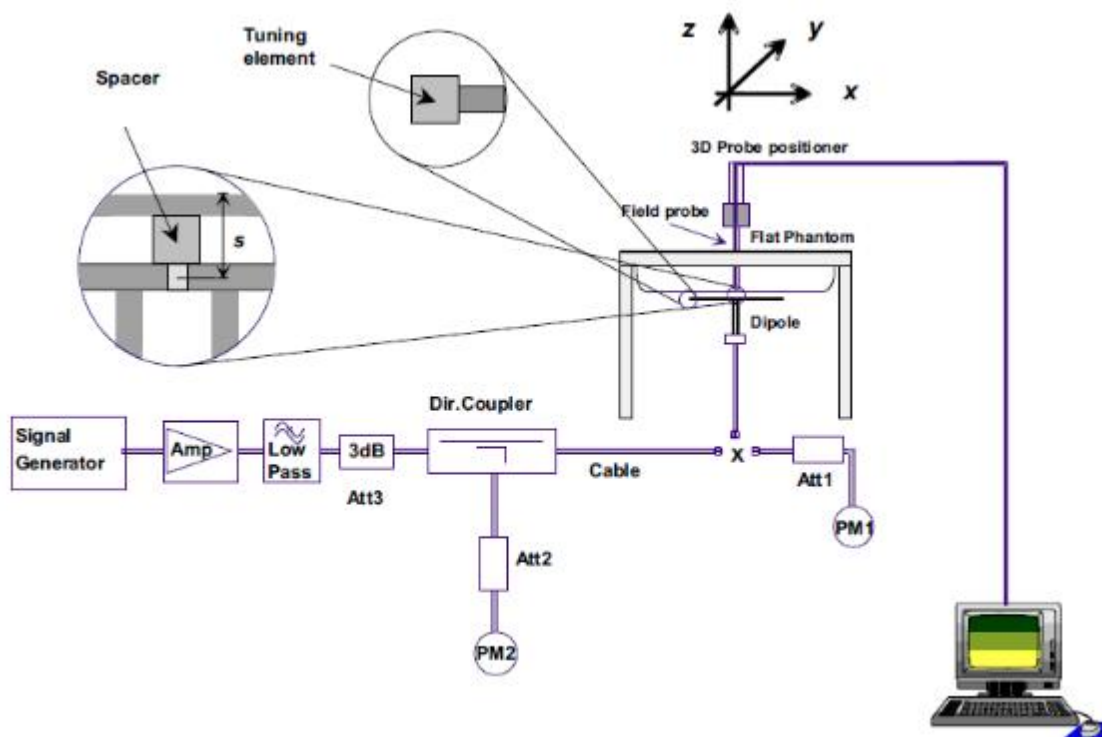 Tuning
element
Spacer
s
z
y
x
3D Probe positioner
Field probe
Flat Phantom
Dipole
Dir.Coupler
Signal
Generator
Amp
Low
Pass
3dB
Att3
Cable
X
Att1
PM1
Att2
PM2